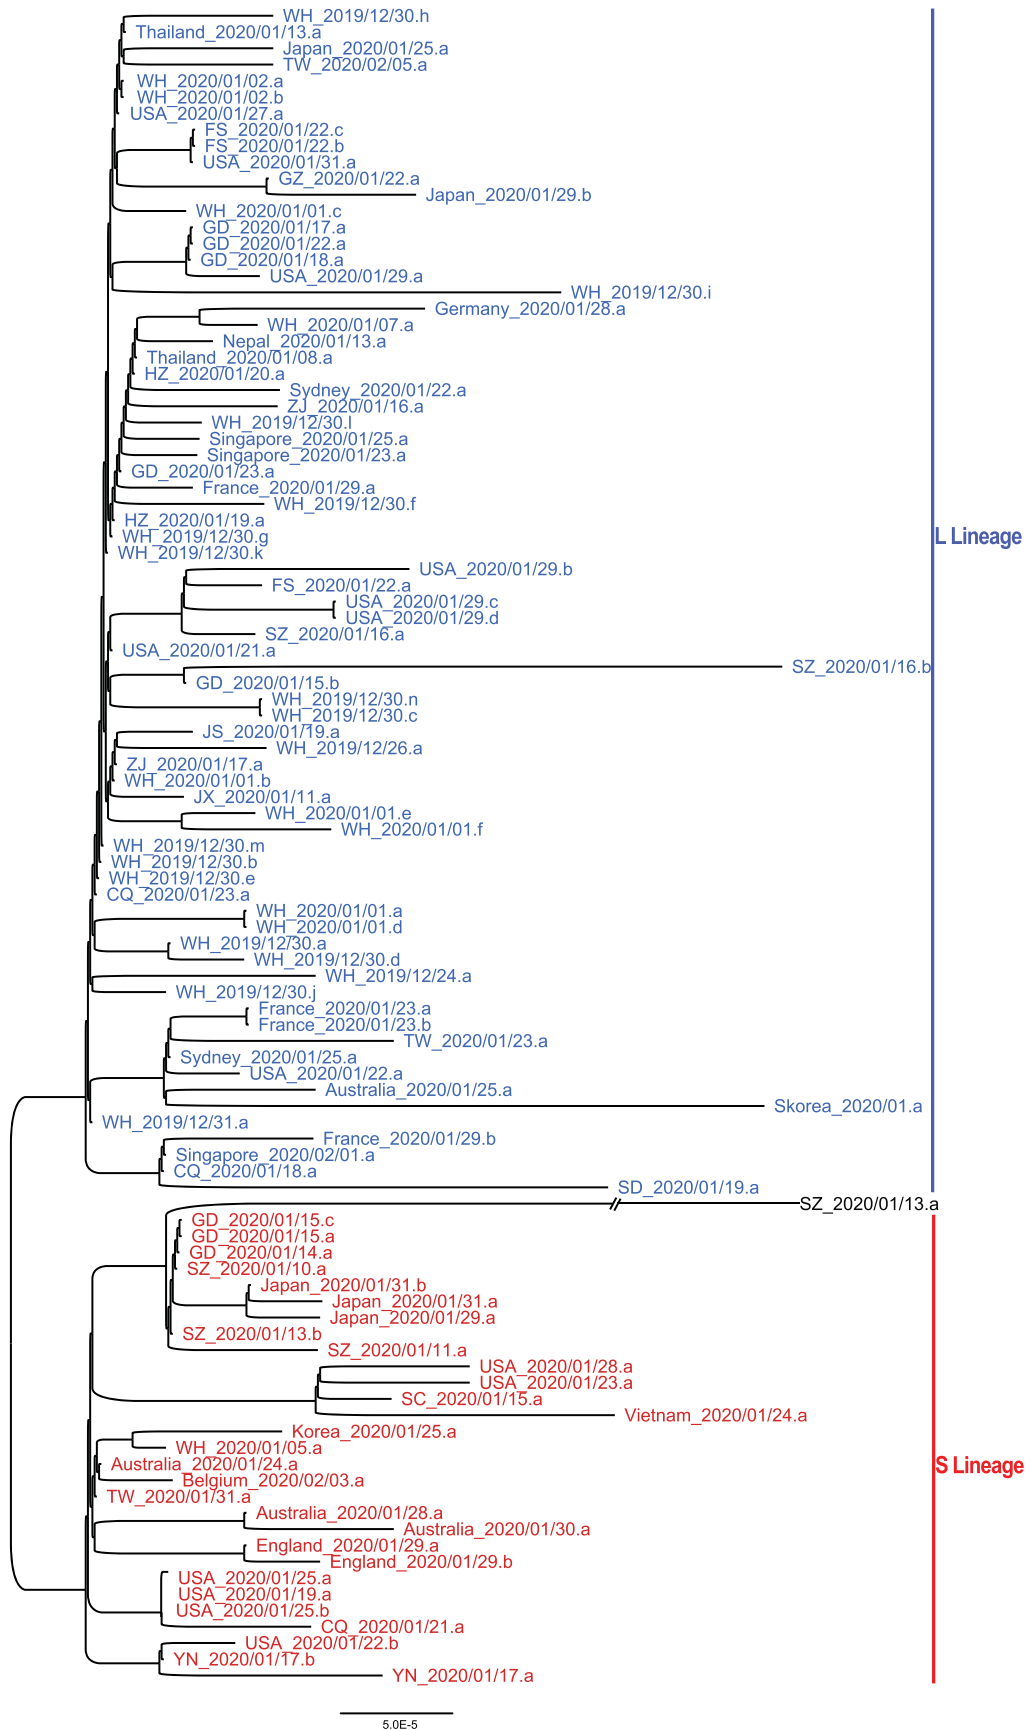 WH_2019/12/30.h
Thailand_2020/01/13.a
Japan_2020/01/25.a
TW_2020/02/05.a
WH_2020/01/02.a
WH_2020/01/02.b
USA_2020/01/27.a
FS_2020/01/22.c
FS_2020/01/22.b
USA_2020/01/31.a
GZ_2020/01/22.a
Japan_2020/01/29.b
WH_2020/01/01.c
GD_2020/01/17.a
GD_2020/01/22.a
GD_2020/01/18.a
USA_2020/01/29.a
WH_2019/12/30.i
Germany_2020/01/28.a
WH_2020/01/07.a
Nepal_2020/01/13.a
Thailand_2020/01/08.a
HZ_2020/01/20.a
Sydney_2020/01/22.a
ZJ_2020/01/16.a
WH_2019/12/30.l
Singapore_2020/01/25.a
Singapore_2020/01/23.a
GD_2020/01/23.a
France_2020/01/29.a
WH_2019/12/30.f
HZ_2020/01/19.a
WH_2019/12/30.g
L Lineage
WH_2019/12/30.k
USA_2020/01/29.b
FS_2020/01/22.a
USA_2020/01/29.c
USA_2020/01/29.d
SZ_2020/01/16.a
USA_2020/01/21.a
SZ_2020/01/16.b
GD_2020/01/15.b
WH_2019/12/30.n
WH_2019/12/30.c
JS_2020/01/19.a
WH_2019/12/26.a
ZJ_2020/01/17.a
WH_2020/01/01.b
JX_2020/01/11.a
WH_2020/01/01.e
WH_2020/01/01.f
WH_2019/12/30.m
WH_2019/12/30.b
WH_2019/12/30.e
CQ_2020/01/23.a
WH_2020/01/01.a
WH_2020/01/01.d
WH_2019/12/30.a
WH_2019/12/30.d
WH_2019/12/24.a
WH_2019/12/30.j
France_2020/01/23.a
France_2020/01/23.b
TW_2020/01/23.a
Sydney_2020/01/25.a
USA_2020/01/22.a
Australia_2020/01/25.a
Skorea_2020/01.a
WH_2019/12/31.a
France_2020/01/29.b
Singapore_2020/02/01.a
CQ_2020/01/18.a
SD_2020/01/19.a
SZ_2020/01/13.a
GD_2020/01/15.c
GD_2020/01/15.a
GD_2020/01/14.a
SZ_2020/01/10.a
Japan_2020/01/31.b
Japan_2020/01/31.a
Japan_2020/01/29.a
SZ_2020/01/13.b
SZ_2020/01/11.a
USA_2020/01/28.a
USA_2020/01/23.a
SC_2020/01/15.a
Vietnam_2020/01/24.a
Korea_2020/01/25.a
WH_2020/01/05.a
Australia_2020/01/24.a
S Lineage
Belgium_2020/02/03.a
TW_2020/01/31.a
Australia_2020/01/28.a
Australia_2020/01/30.a
England_2020/01/29.a
England_2020/01/29.b
USA_2020/01/25.a
USA_2020/01/19.a
USA_2020/01/25.b
CQ_2020/01/21.a
USA_2020/01/22.b
YN_2020/01/17.b
YN_2020/01/17.a
5.0E-5